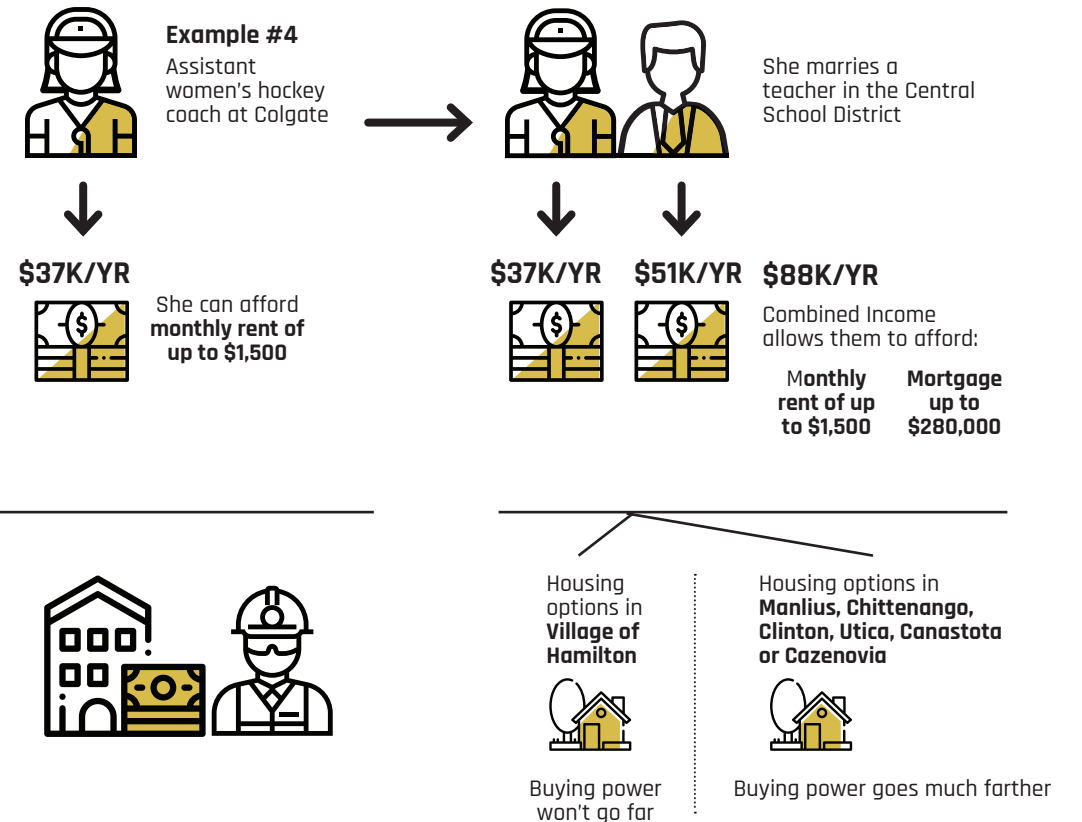 Example #4
Assistant
women's hockey
coach at Colgate
She marries a
teacher in the Central
School District
$37K/YR
She can afford
monthly rent of
up to $1,500
$37K/YR
$51K/YR
$88K/YR
Combined Income
allows them to afford:
Monthly
rent of up
to $1,500
Mortgage
up to
$280,000
Housing
options in
Village of
Hamilton
Buying power
won't go far
Housing options in
Manlius, Chittenango,
Clinton, Utica, Canastota
or Cazenovia
Buying power goes much farther